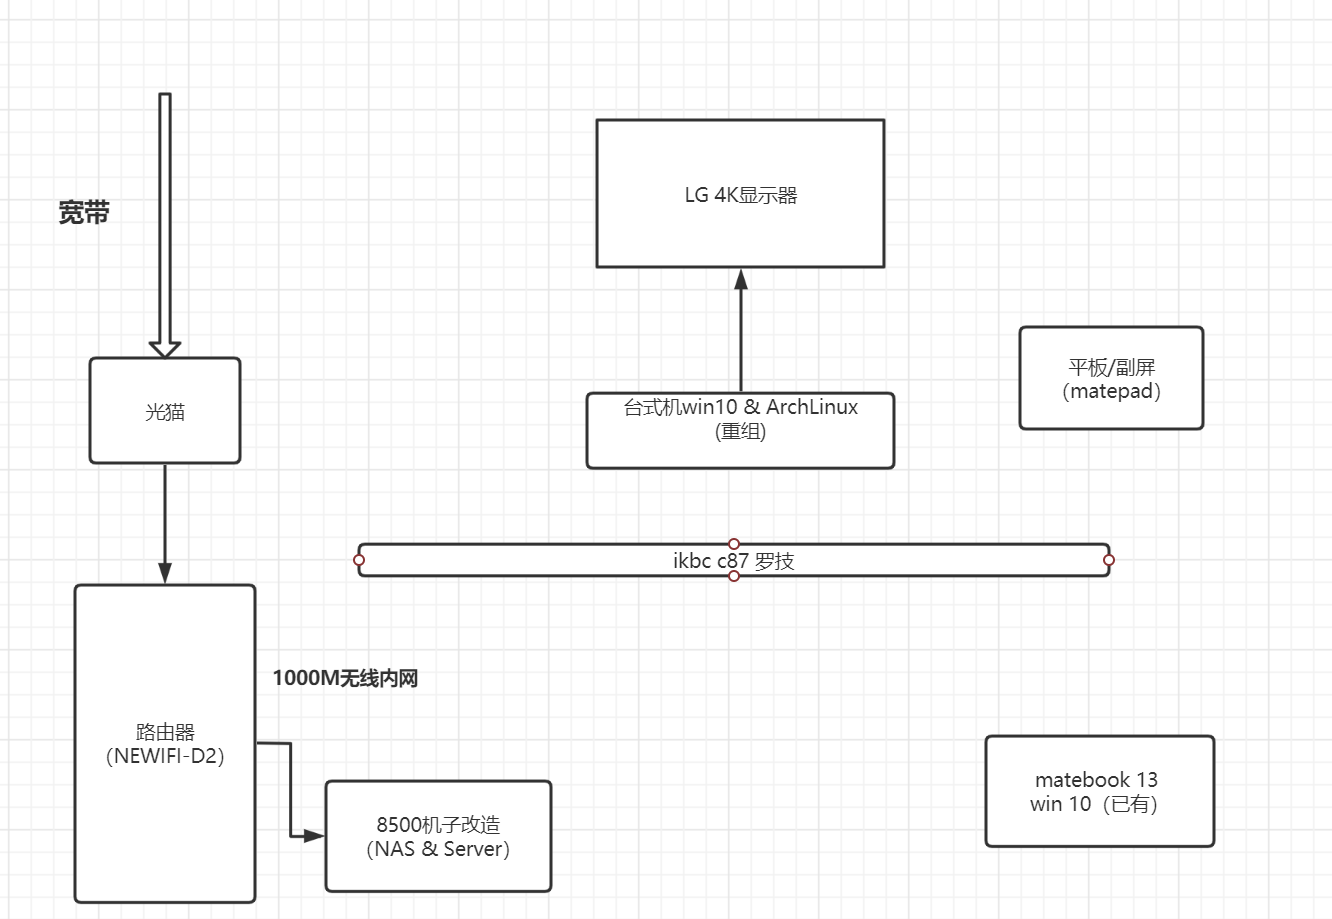 宽带
LG 4K显示器
平板/副屏
（matepad）
光猫
台式机win10 & ArchLinux
(重组)
ikbc c87 罗技
1000M无线内网
路由器
（NEWIFI-D2）
8500机子改造
（NAS & Server）
matebook 13
win 10（已有）